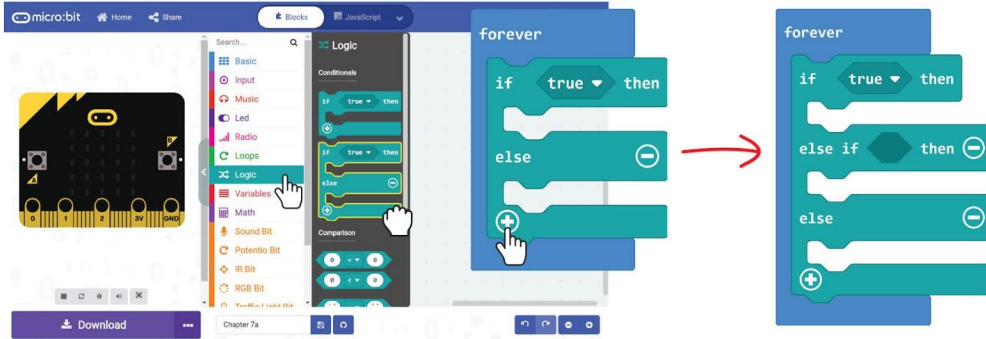 micro:bit Home Share Blocks JavaScript
Search...
Basic
Input
Music
Led
Radio
Loops
Logic
Variables
Math
Sound Bit
Potentio Bit
IR Bit
RGB Bit
Traffic Light Bit
Logic
Conditionals
if true then
if true then
else
Comparison
0 = 0
0 < 0
A
B
0 1 2 3V GND
Download
Chapter 7a
forever
if true then
else
forever
if true then
else if then
else